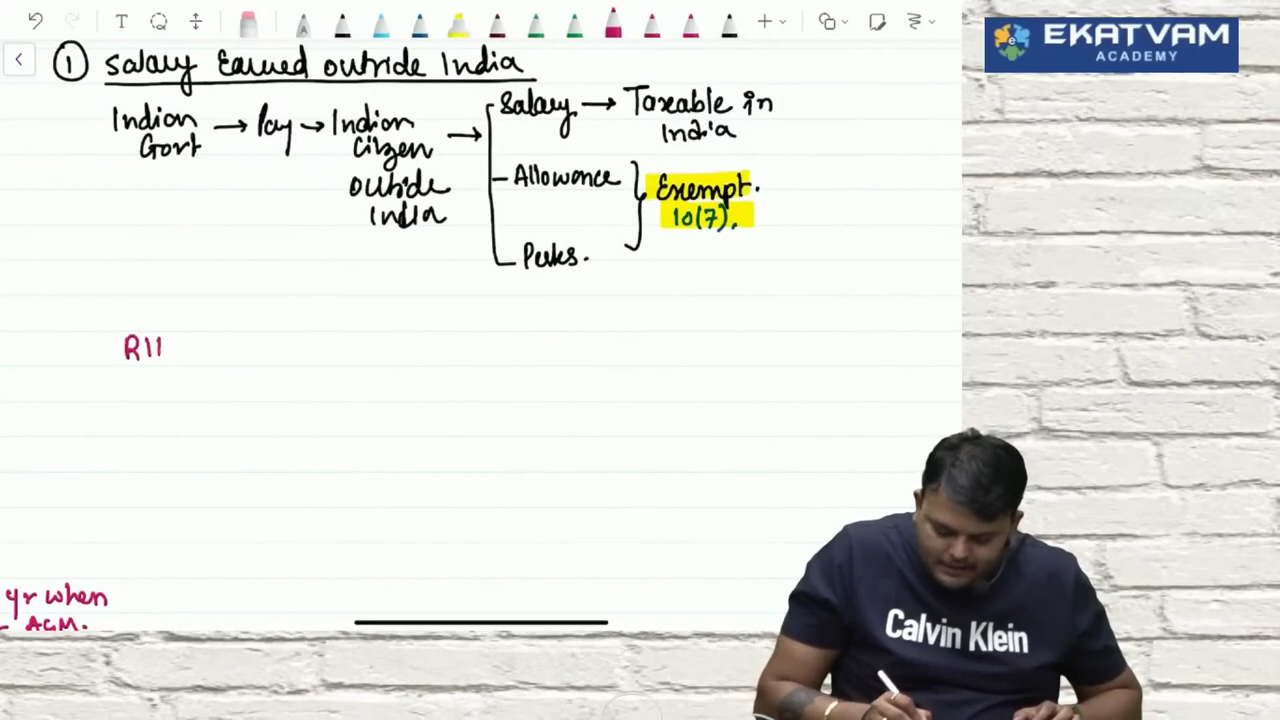 EKATVAM
ACADEMY
① Salary Earned outside India
Indian Govt → Pay → Indian Citizen outside India →
Salary → Taxable in India
Allowance
Perks.
Exempt.
10(7).
R11
yr when
AGM.
Calvin Klein